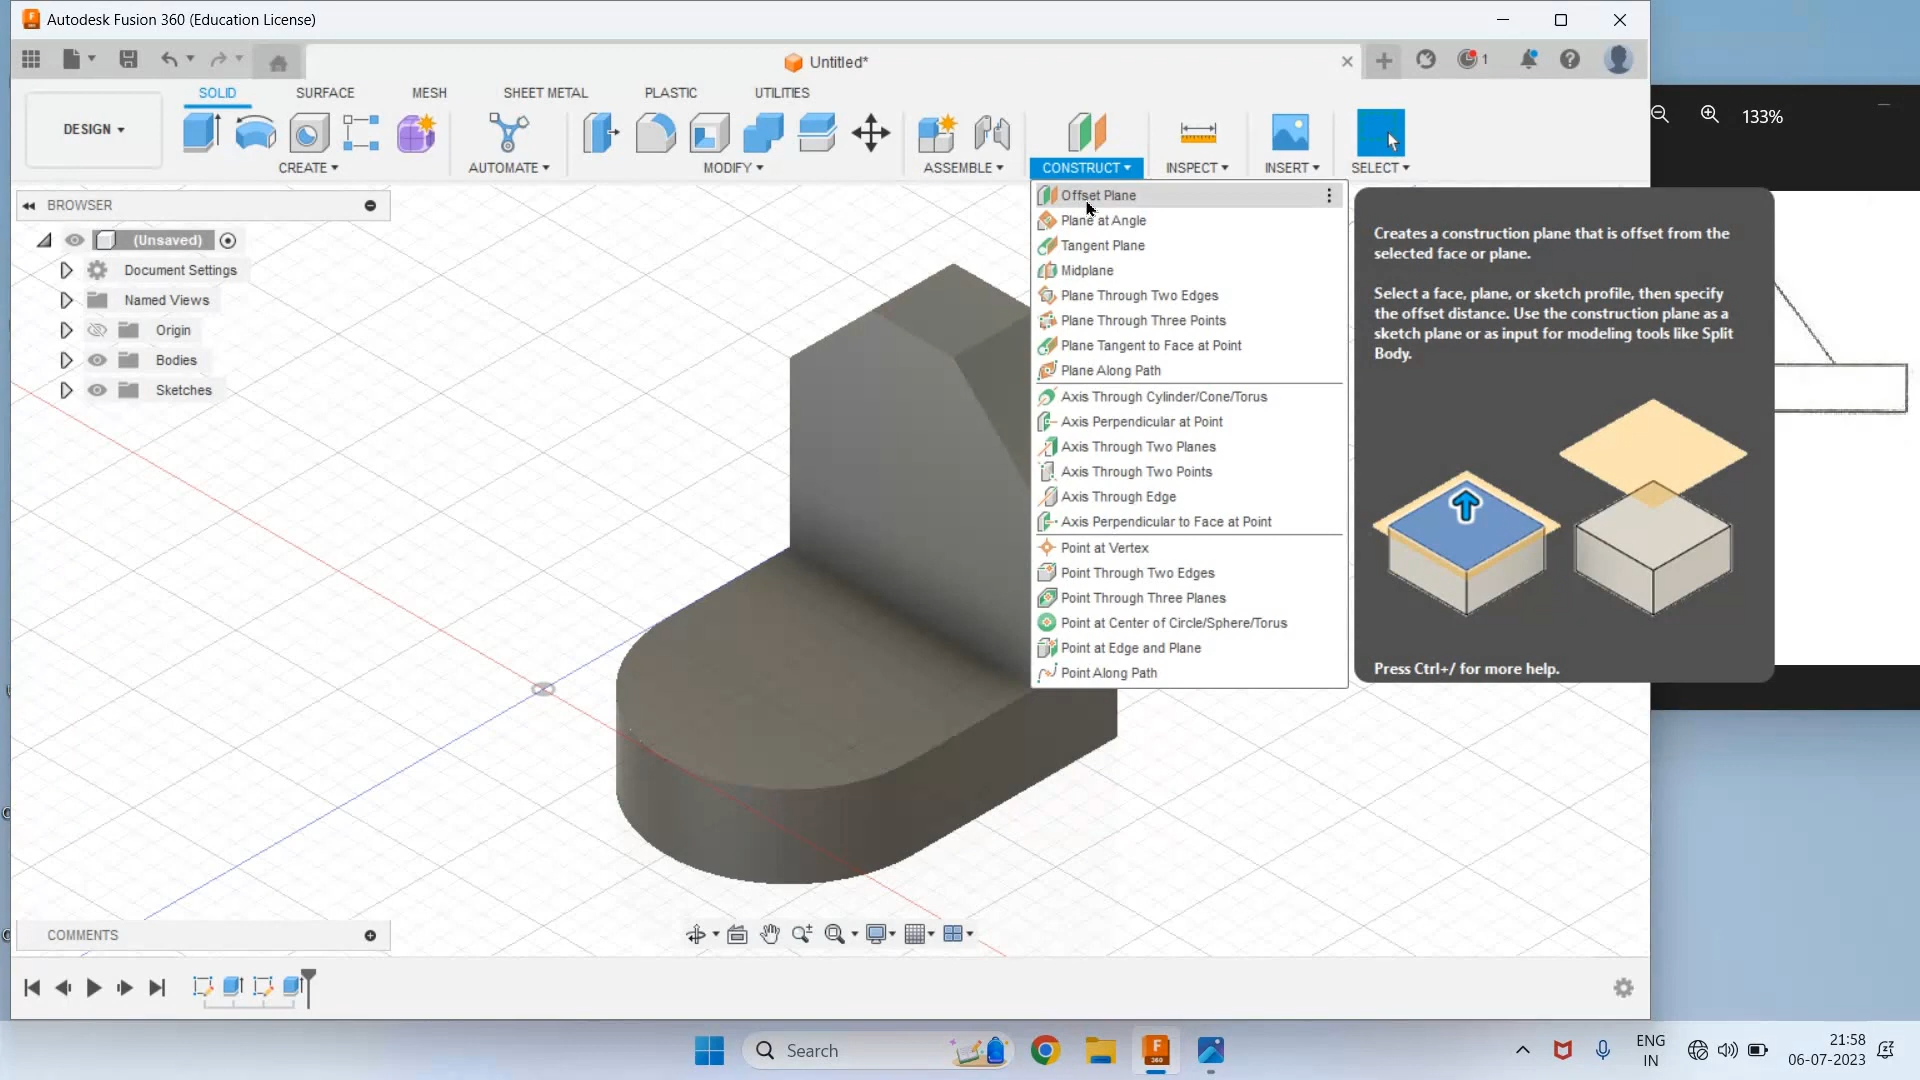 Autodesk Fusion 360 (Education License)
Untitled*
1
133%
DESIGN
SOLID
SURFACE
MESH
SHEET METAL
PLASTIC
UTILITIES
CREATE
AUTOMATE
MODIFY
ASSEMBLE
CONSTRUCT
INSPECT
INSERT
SELECT
BROWSER
(Unsaved)
Document Settings
Named Views
Origin
Bodies
Sketches
Offset Plane
Plane at Angle
Tangent Plane
Midplane
Plane Through Two Edges
Plane Through Three Points
Plane Tangent to Face at Point
Plane Along Path
Axis Through Cylinder/Cone/Torus
Axis Perpendicular at Point
Axis Through Two Planes
Axis Through Two Points
Axis Through Edge
Axis Perpendicular to Face at Point
Point at Vertex
Point Through Two Edges
Point Through Three Planes
Point at Center of Circle/Sphere/Torus
Point at Edge and Plane
Point Along Path
Creates a construction plane that is offset from the
selected face or plane.
Select a face, plane, or sketch profile, then specify
the offset distance. Use the construction plane as a
sketch plane or as input for modeling tools like Split
Body.
Press Ctrl+/ for more help.
COMMENTS
Search
F
360
ENG
IN
21:58
06-07-2023